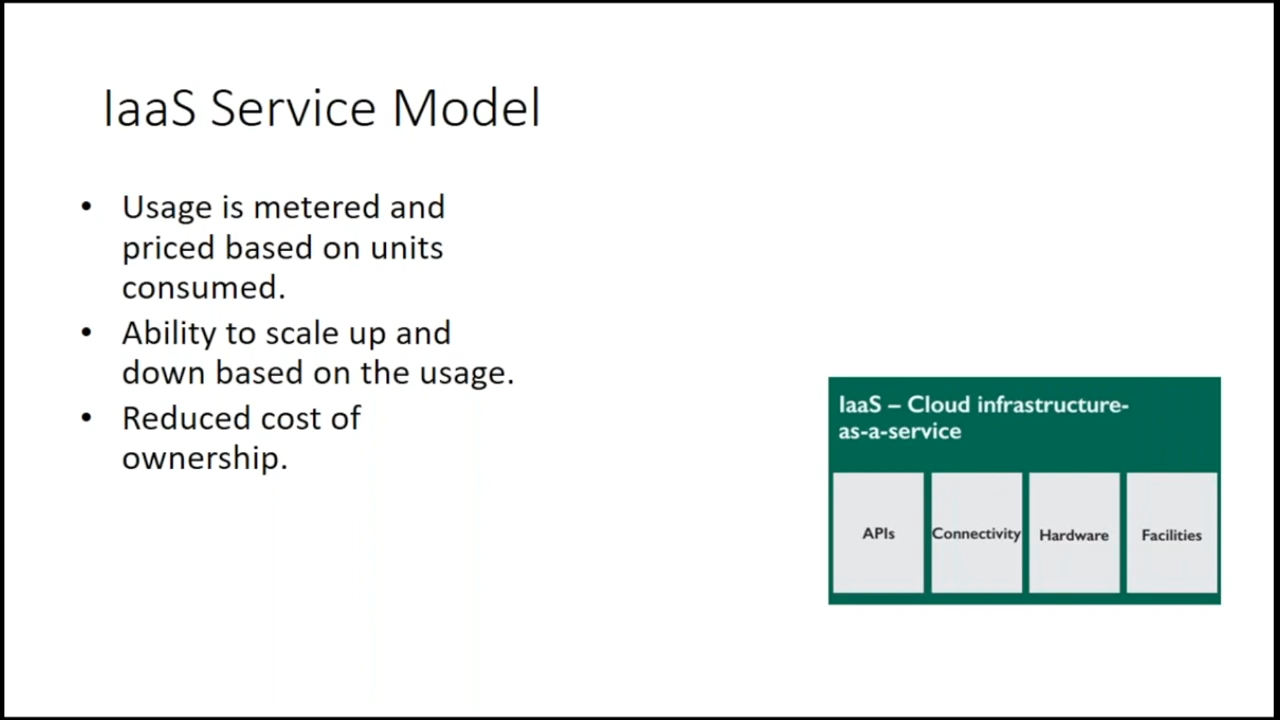 IaaS Service Model
• Usage is metered and
priced based on units
consumed.
• Ability to scale up and
down based on the usage.
• Reduced cost of
ownership.
IaaS – Cloud infrastructure-
as-a-service
APIs
Connectivity
Hardware
Facilities